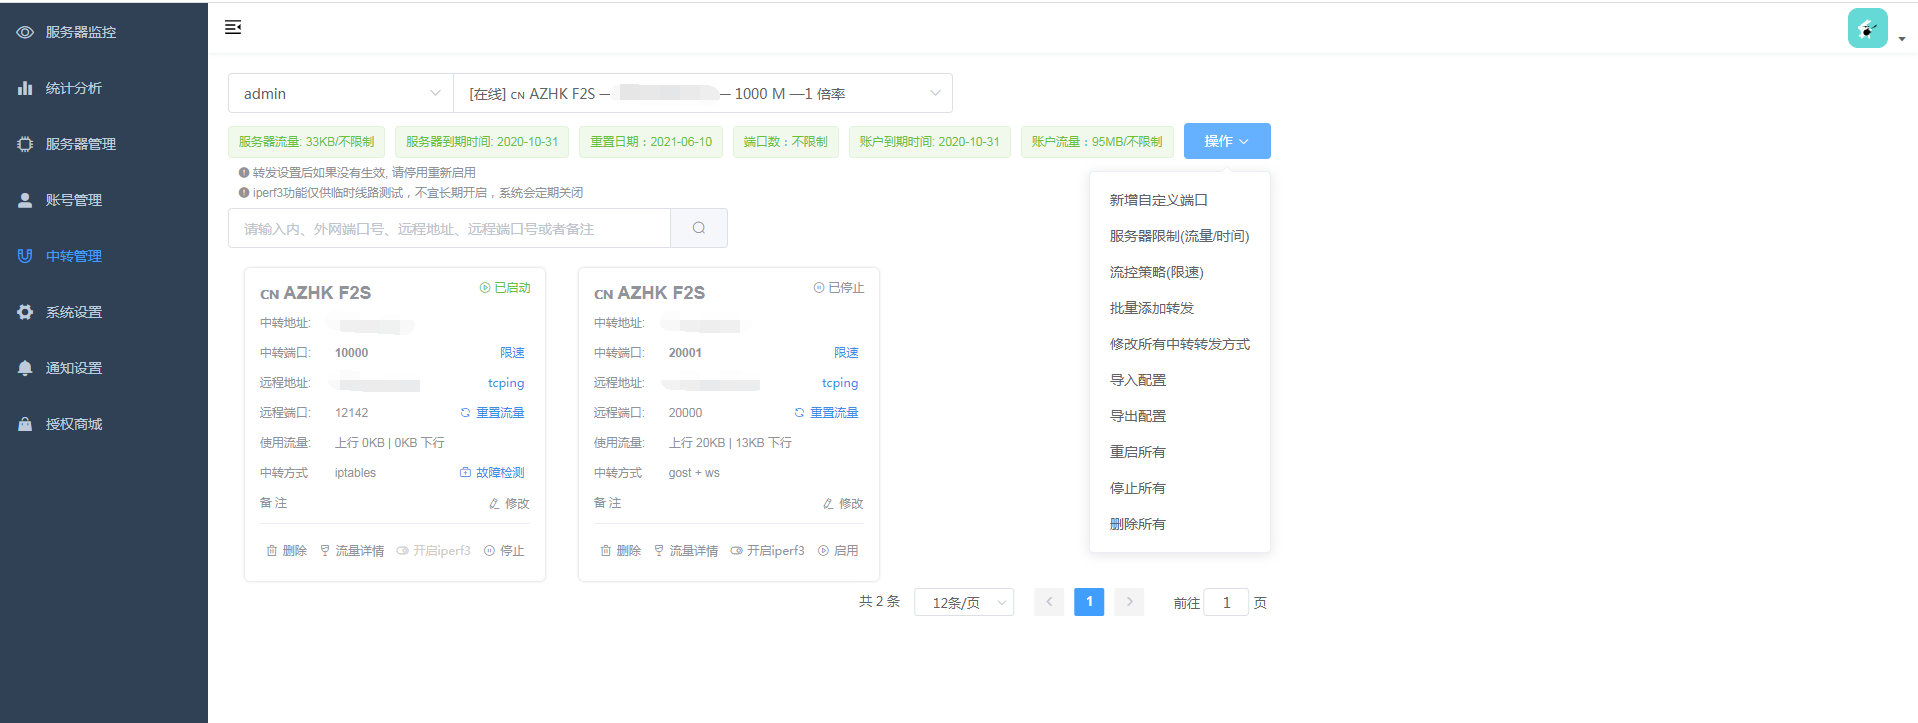 服务器监控
统计分析
服务器管理
账号管理
中转管理
系统设置
通知设置
授权商城
admin
[在线] CN AZHK F2S —
— 1000 M —1 倍率
服务器流量: 33KB/不限制
服务器到期时间: 2020-10-31
重置日期：2021-06-10
端口数：不限制
账户到期时间: 2020-10-31
账户流量：95MB/不限制
操作
转发设置后如果没有生效, 请停用重新启用
iperf3功能仅供临时线路测试，不宜长期开启，系统会定期关闭
请输入内、外网端口号、远程地址、远程端口号或者备注
新增自定义端口
服务器限制(流量/时间)
流控策略(限速)
批量添加转发
修改所有中转转发方式
导入配置
导出配置
重启所有
停止所有
删除所有
CN AZHK F2S
已启动
中转地址:
中转端口: 10000 限速
远程地址: tcping
远程端口: 12142 重置流量
使用流量: 上行 0KB | 0KB 下行
中转方式 iptables 故障检测
备 注 修改
删除 流量详情 开启iperf3 停止
CN AZHK F2S
已停止
中转地址:
中转端口: 20001 限速
远程地址: tcping
远程端口: 20000 重置流量
使用流量: 上行 20KB | 13KB 下行
中转方式 gost + ws
备 注 修改
删除 流量详情 开启iperf3 启用
共 2 条
12条/页
1
前往 1 页